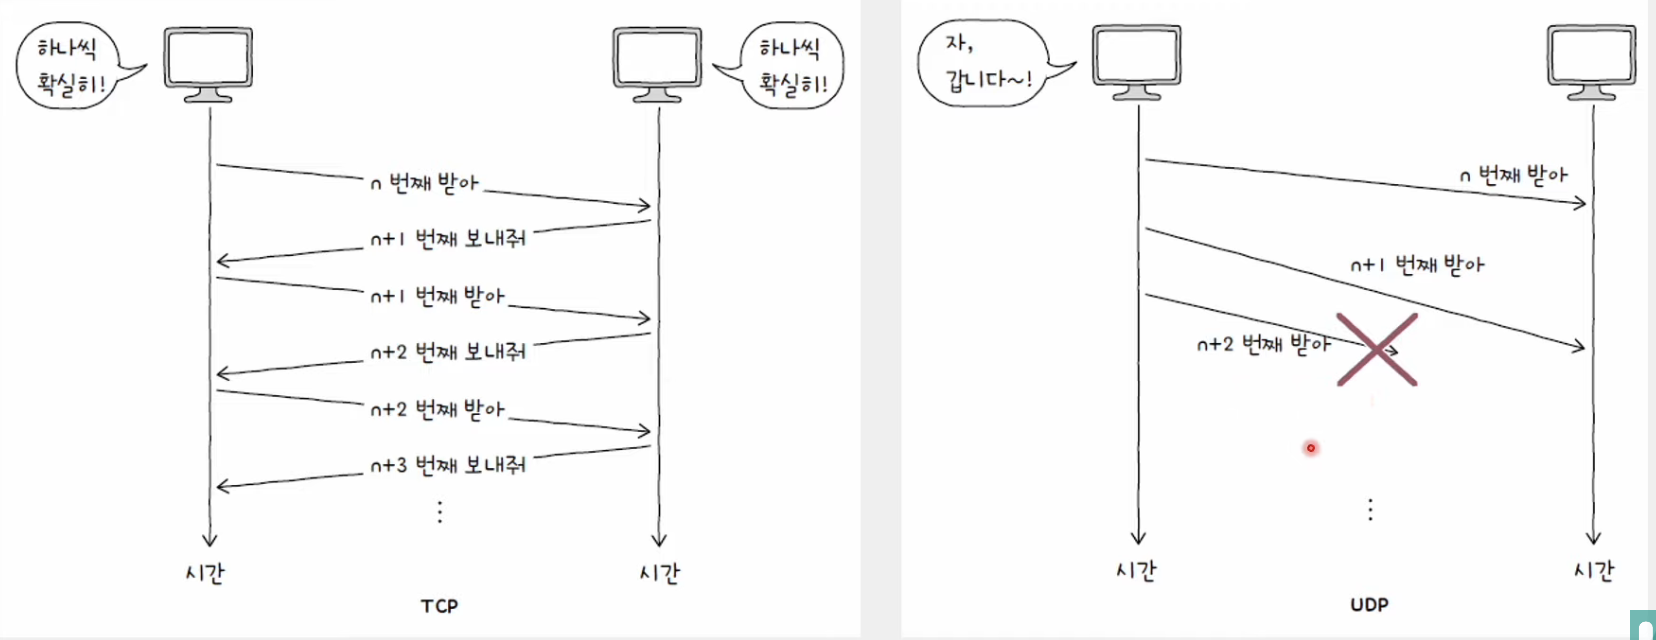 하나씩
확실히!
하나씩
확실히!
n 번째 받아
n+1 번째 보내줘
n+1 번째 받아
n+2 번째 보내줘
n+2 번째 받아
n+3 번째 보내줘
⋮
시간
시간
TCP
자,
갑니다~!
n 번째 받아
n+1 번째 받아
n+2 번째 받아
⋮
시간
시간
UDP